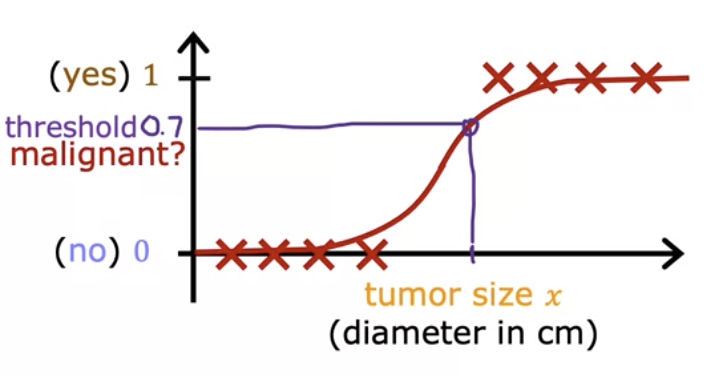 (yes) 1
threshold 0.7
malignant?
(no) 0
tumor size x
(diameter in cm)